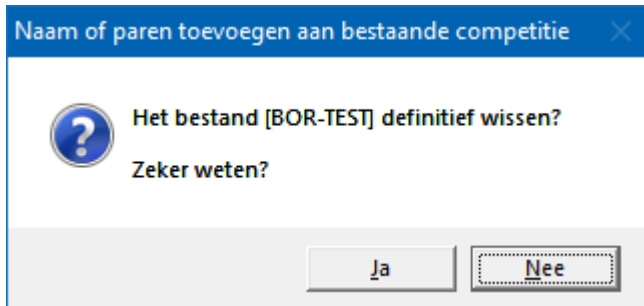 Naam of paren toevoegen aan bestaande competitie
Het bestand [BOR-TEST] definitief wissen?
Zeker weten?
Ja
Nee